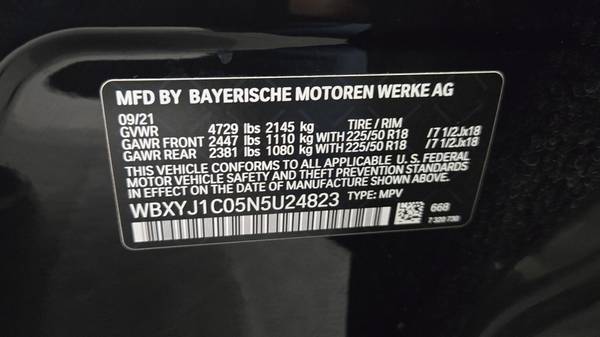 MFD BY BAYERISCHE MOTOREN WERKE AG
09/21
GVWR 4729 lbs 2145 kg TIRE / RIM
GAWR FRONT 2447 lbs 1110 kg WITH 225/50 R18 / 7 1/2Jx18
GAWR REAR 2381 lbs 1080 kg WITH 225/50 R18 / 7 1/2Jx18
THIS VEHICLE CONFORMS TO ALL APPLICABLE U. S. FEDERAL
MOTOR VEHICLE SAFETY AND THEFT PREVENTION STANDARDS
IN EFFECT ON THE DATE OF MANUFACTURE SHOWN ABOVE.
WBXYJ1C05N5U24823 TYPE: MPV
668